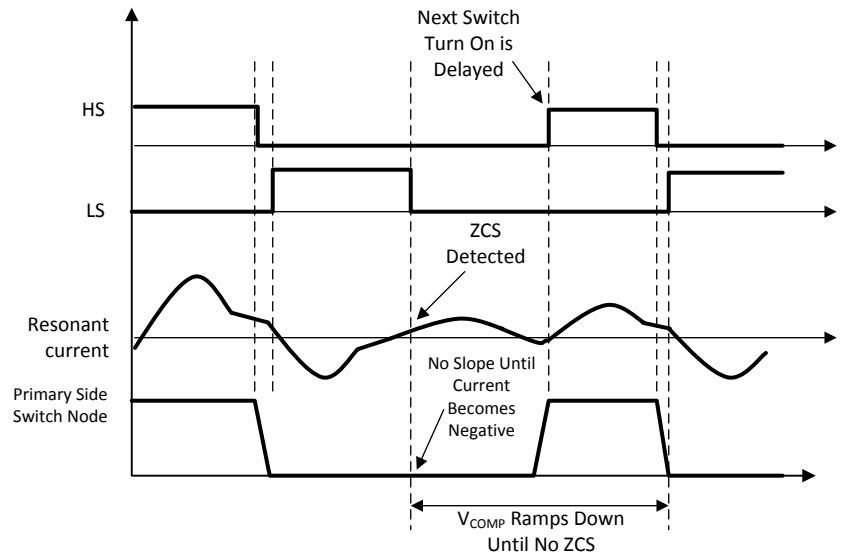 Next Switch
Turn On is
Delayed
HS
LS
ZCS
Detected
Resonant
current
No Slope Until
Current
Becomes
Negative
Primary Side
Switch Node
VCOMP Ramps Down
Until No ZCS